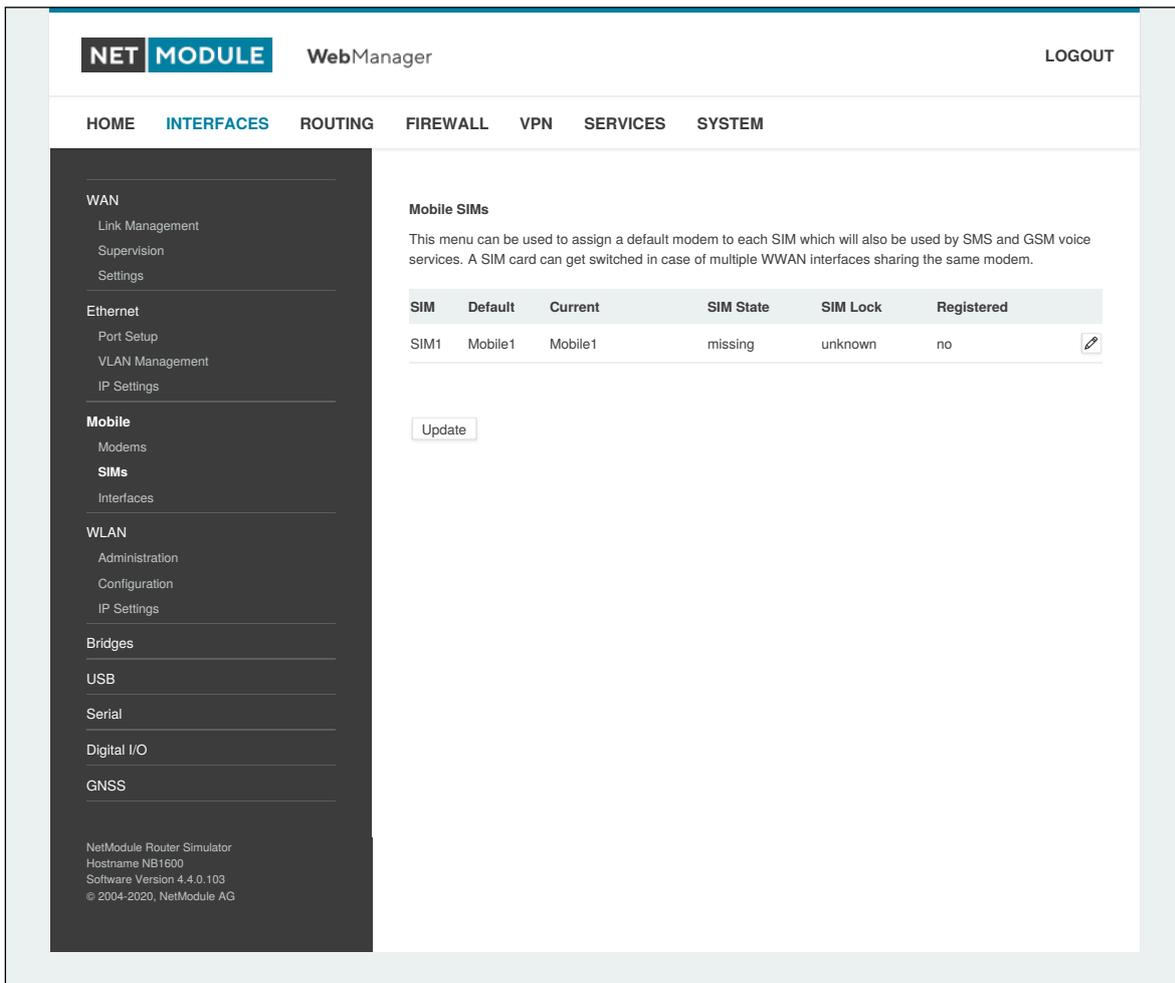 NET MODULE WebManager LOGOUT
HOME INTERFACES ROUTING FIREWALL VPN SERVICES SYSTEM
WAN
Link Management
Supervision
Settings
Ethernet
Port Setup
VLAN Management
IP Settings
Mobile
Modems
SIMs
Interfaces
WLAN
Administration
Configuration
IP Settings
Bridges
USB
Serial
Digital I/O
GNSS
NetModule Router Simulator
Hostname NB1600
Software Version 4.4.0.103
© 2004-2020, NetModule AG
Mobile SIMs
This menu can be used to assign a default modem to each SIM which will also be used by SMS and GSM voice
services. A SIM card can get switched in case of multiple WWAN interfaces sharing the same modem.
SIM Default Current SIM State SIM Lock Registered
SIM1 Mobile1 Mobile1 missing unknown no
Update